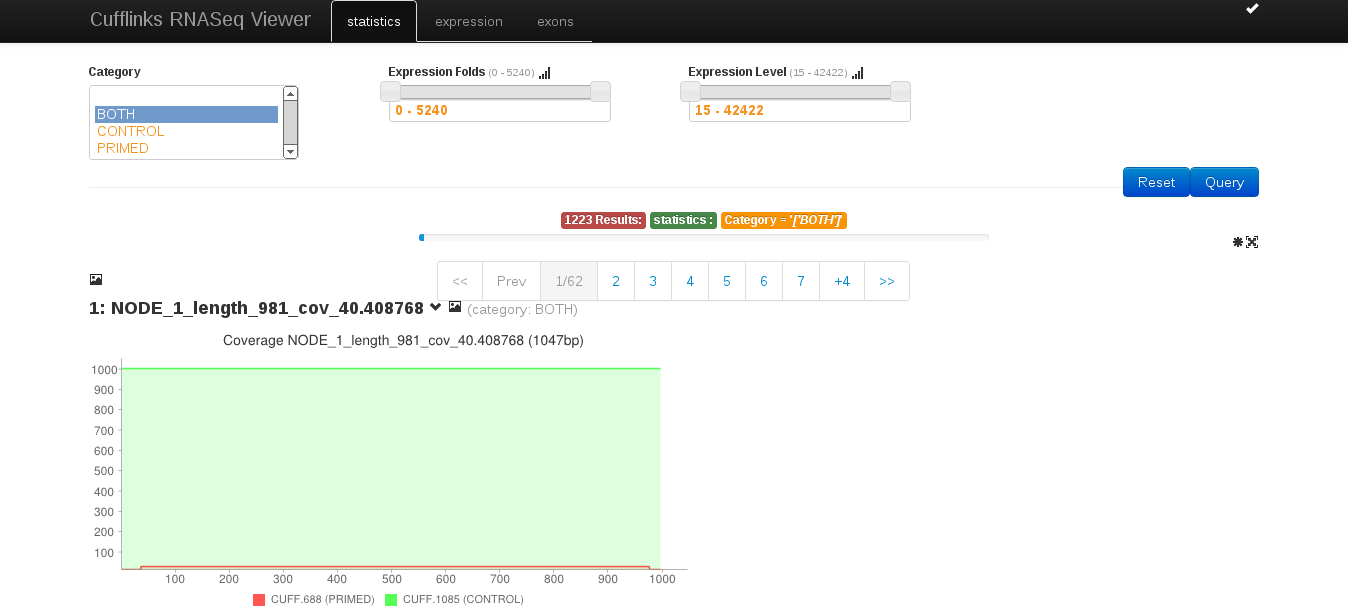 Cufflinks RNASeq Viewer statistics expression exons
Category Expression Folds (0 - 5240) Expression Level (15 - 42422)
BOTH
CONTROL
PRIMED
0 - 5240
15 - 42422
Reset Query
1223 Results: statistics : Category = '['BOTH']'
<< Prev 1/62 2 3 4 5 6 7 +4 >>
1: NODE_1_length_981_cov_40.408768 (category: BOTH)
Coverage NODE_1_length_981_cov_40.408768 (1047bp)
1000
900
800
700
600
500
400
300
200
100
100 200 300 400 500 600 700 800 900 1000
CUFF.688 (PRIMED) CUFF.1085 (CONTROL)